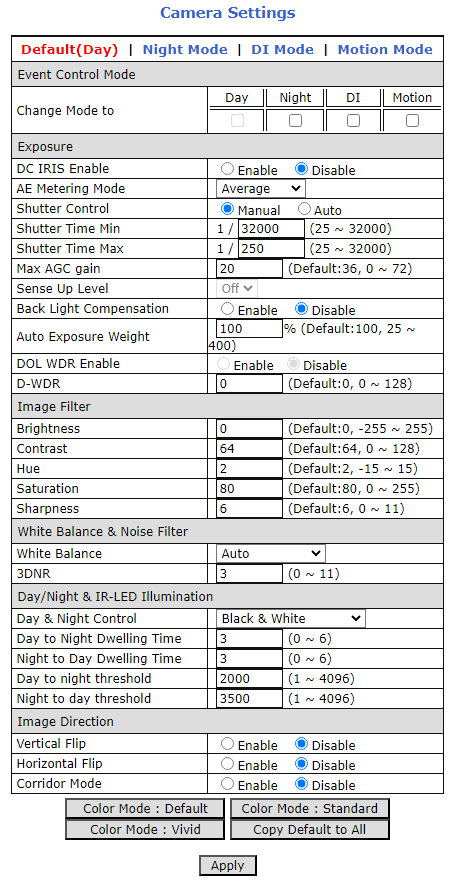 Camera Settings
Default(Day) | Night Mode | DI Mode | Motion Mode
Event Control Mode
Day Night DI Motion
Change Mode to
Exposure
DC IRIS Enable Enable Disable
AE Metering Mode Average
Shutter Control Manual Auto
Shutter Time Min 1 / 32000 (25 ~ 32000)
Shutter Time Max 1 / 250 (25 ~ 32000)
Max AGC gain 20 (Default:36, 0 ~ 72)
Sense Up Level Off
Back Light Compensation Enable Disable
Auto Exposure Weight 100 % (Default:100, 25 ~
400)
DOL WDR Enable Enable Disable
D-WDR 0 (Default:0, 0 ~ 128)
Image Filter
Brightness 0 (Default:0, -255 ~ 255)
Contrast 64 (Default:64, 0 ~ 128)
Hue 2 (Default:2, -15 ~ 15)
Saturation 80 (Default:80, 0 ~ 255)
Sharpness 6 (Default:6, 0 ~ 11)
White Balance & Noise Filter
White Balance Auto
3DNR 3 (0 ~ 11)
Day/Night & IR-LED Illumination
Day & Night Control Black & White
Day to Night Dwelling Time 3 (0 ~ 6)
Night to Day Dwelling Time 3 (0 ~ 6)
Day to night threshold 2000 (1 ~ 4096)
Night to day threshold 3500 (1 ~ 4096)
Image Direction
Vertical Flip Enable Disable
Horizontal Flip Enable Disable
Corridor Mode Enable Disable
Color Mode : Default Color Mode : Standard
Color Mode : Vivid Copy Default to All
Apply